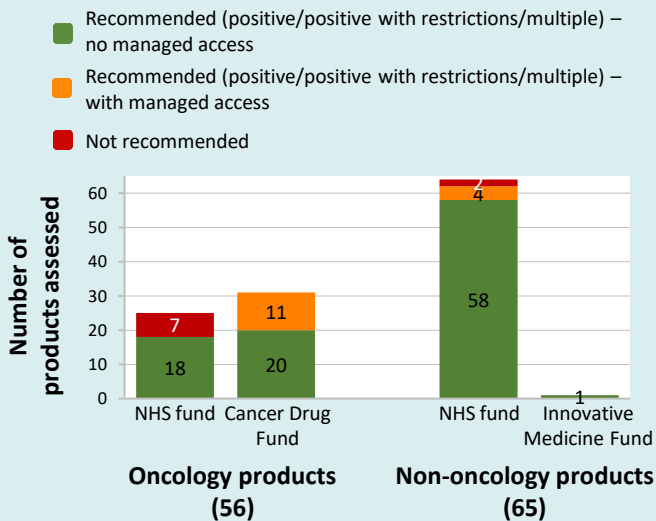 Recommended (positive/positive with restrictions/multiple) –
no managed access
Recommended (positive/positive with restrictions/multiple) –
with managed access
Not recommended
Number of
products assessed
60
50
40
30
20
10
0
7
18
11
20
2
4
58
1
NHS fund
Cancer Drug
Fund
NHS fund
Innovative
Medicine Fund
Oncology products
(56)
Non-oncology products
(65)